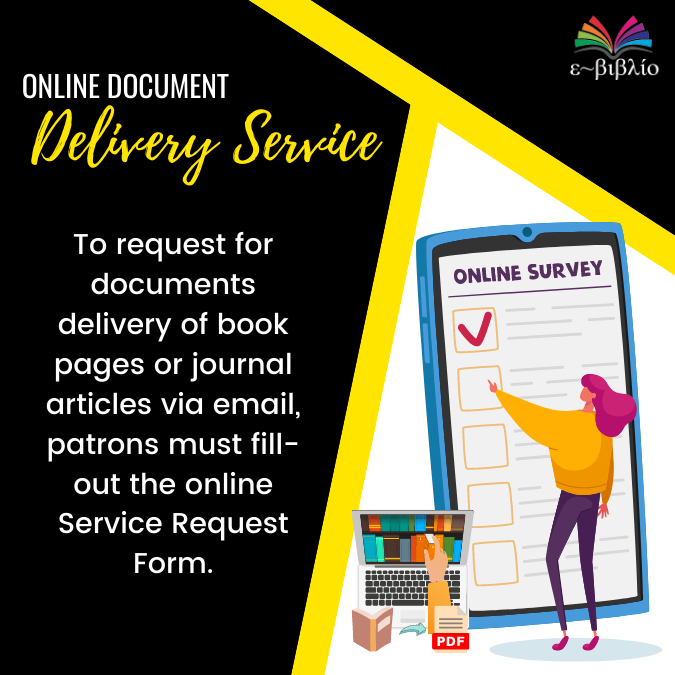 ε~βιβλίο
ONLINE DOCUMENT
Delivery Service
To request for
documents
delivery of book
pages or journal
articles via email,
patrons must fill-
out the online
Service Request
Form.
ONLINE SURVEY
PDF